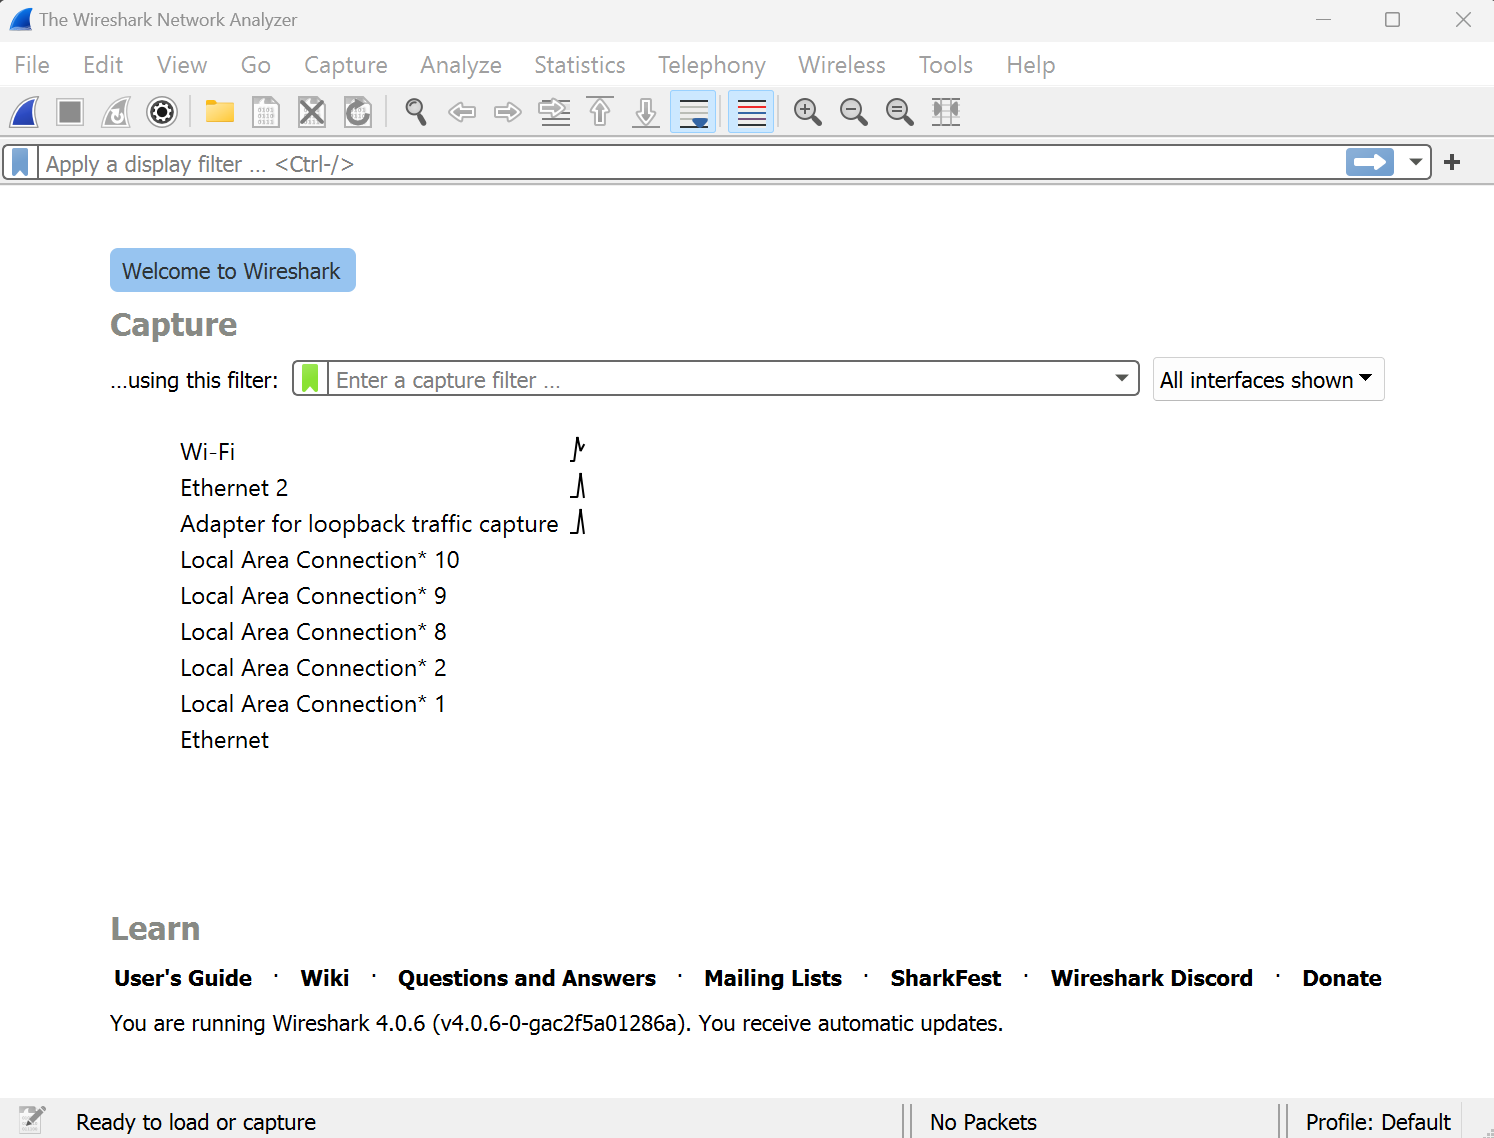 The Wireshark Network Analyzer
File Edit View Go Capture Analyze Statistics Telephony Wireless Tools Help
Apply a display filter ... <Ctrl-/>
Welcome to Wireshark
Capture
...using this filter: Enter a capture filter ... All interfaces shown
Wi-Fi
Ethernet 2
Adapter for loopback traffic capture
Local Area Connection* 10
Local Area Connection* 9
Local Area Connection* 8
Local Area Connection* 2
Local Area Connection* 1
Ethernet
Learn
User's Guide · Wiki · Questions and Answers · Mailing Lists · SharkFest · Wireshark Discord · Donate
You are running Wireshark 4.0.6 (v4.0.6-0-gac2f5a01286a). You receive automatic updates.
Ready to load or capture No Packets Profile: Default